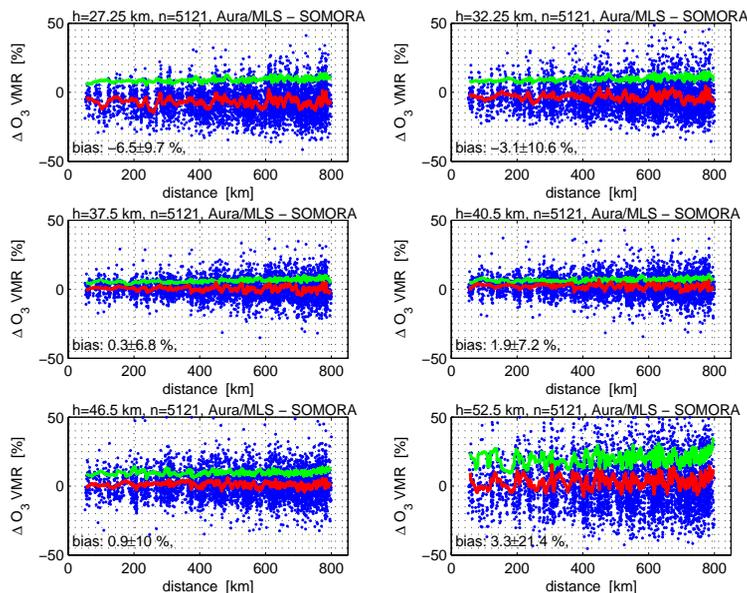 h=27.25 km, n=5121, Aura/MLS − SOMORA
50
0
−50
Δ O3 VMR [%]
bias: −6.5±9.7 %,
0 200 400 600 800
distance [km]
h=32.25 km, n=5121, Aura/MLS − SOMORA
50
0
−50
Δ O3 VMR [%]
bias: −3.1±10.6 %,
0 200 400 600 800
distance [km]
h=37.5 km, n=5121, Aura/MLS − SOMORA
50
0
−50
Δ O3 VMR [%]
bias: 0.3±6.8 %,
0 200 400 600 800
distance [km]
h=40.5 km, n=5121, Aura/MLS − SOMORA
50
0
−50
Δ O3 VMR [%]
bias: 1.9±7.2 %,
0 200 400 600 800
distance [km]
h=46.5 km, n=5121, Aura/MLS − SOMORA
50
0
−50
Δ O3 VMR [%]
bias: 0.9±10 %,
0 200 400 600 800
distance [km]
h=52.5 km, n=5121, Aura/MLS − SOMORA
50
0
−50
Δ O3 VMR [%]
bias: 3.3±21.4 %,
0 200 400 600 800
distance [km]